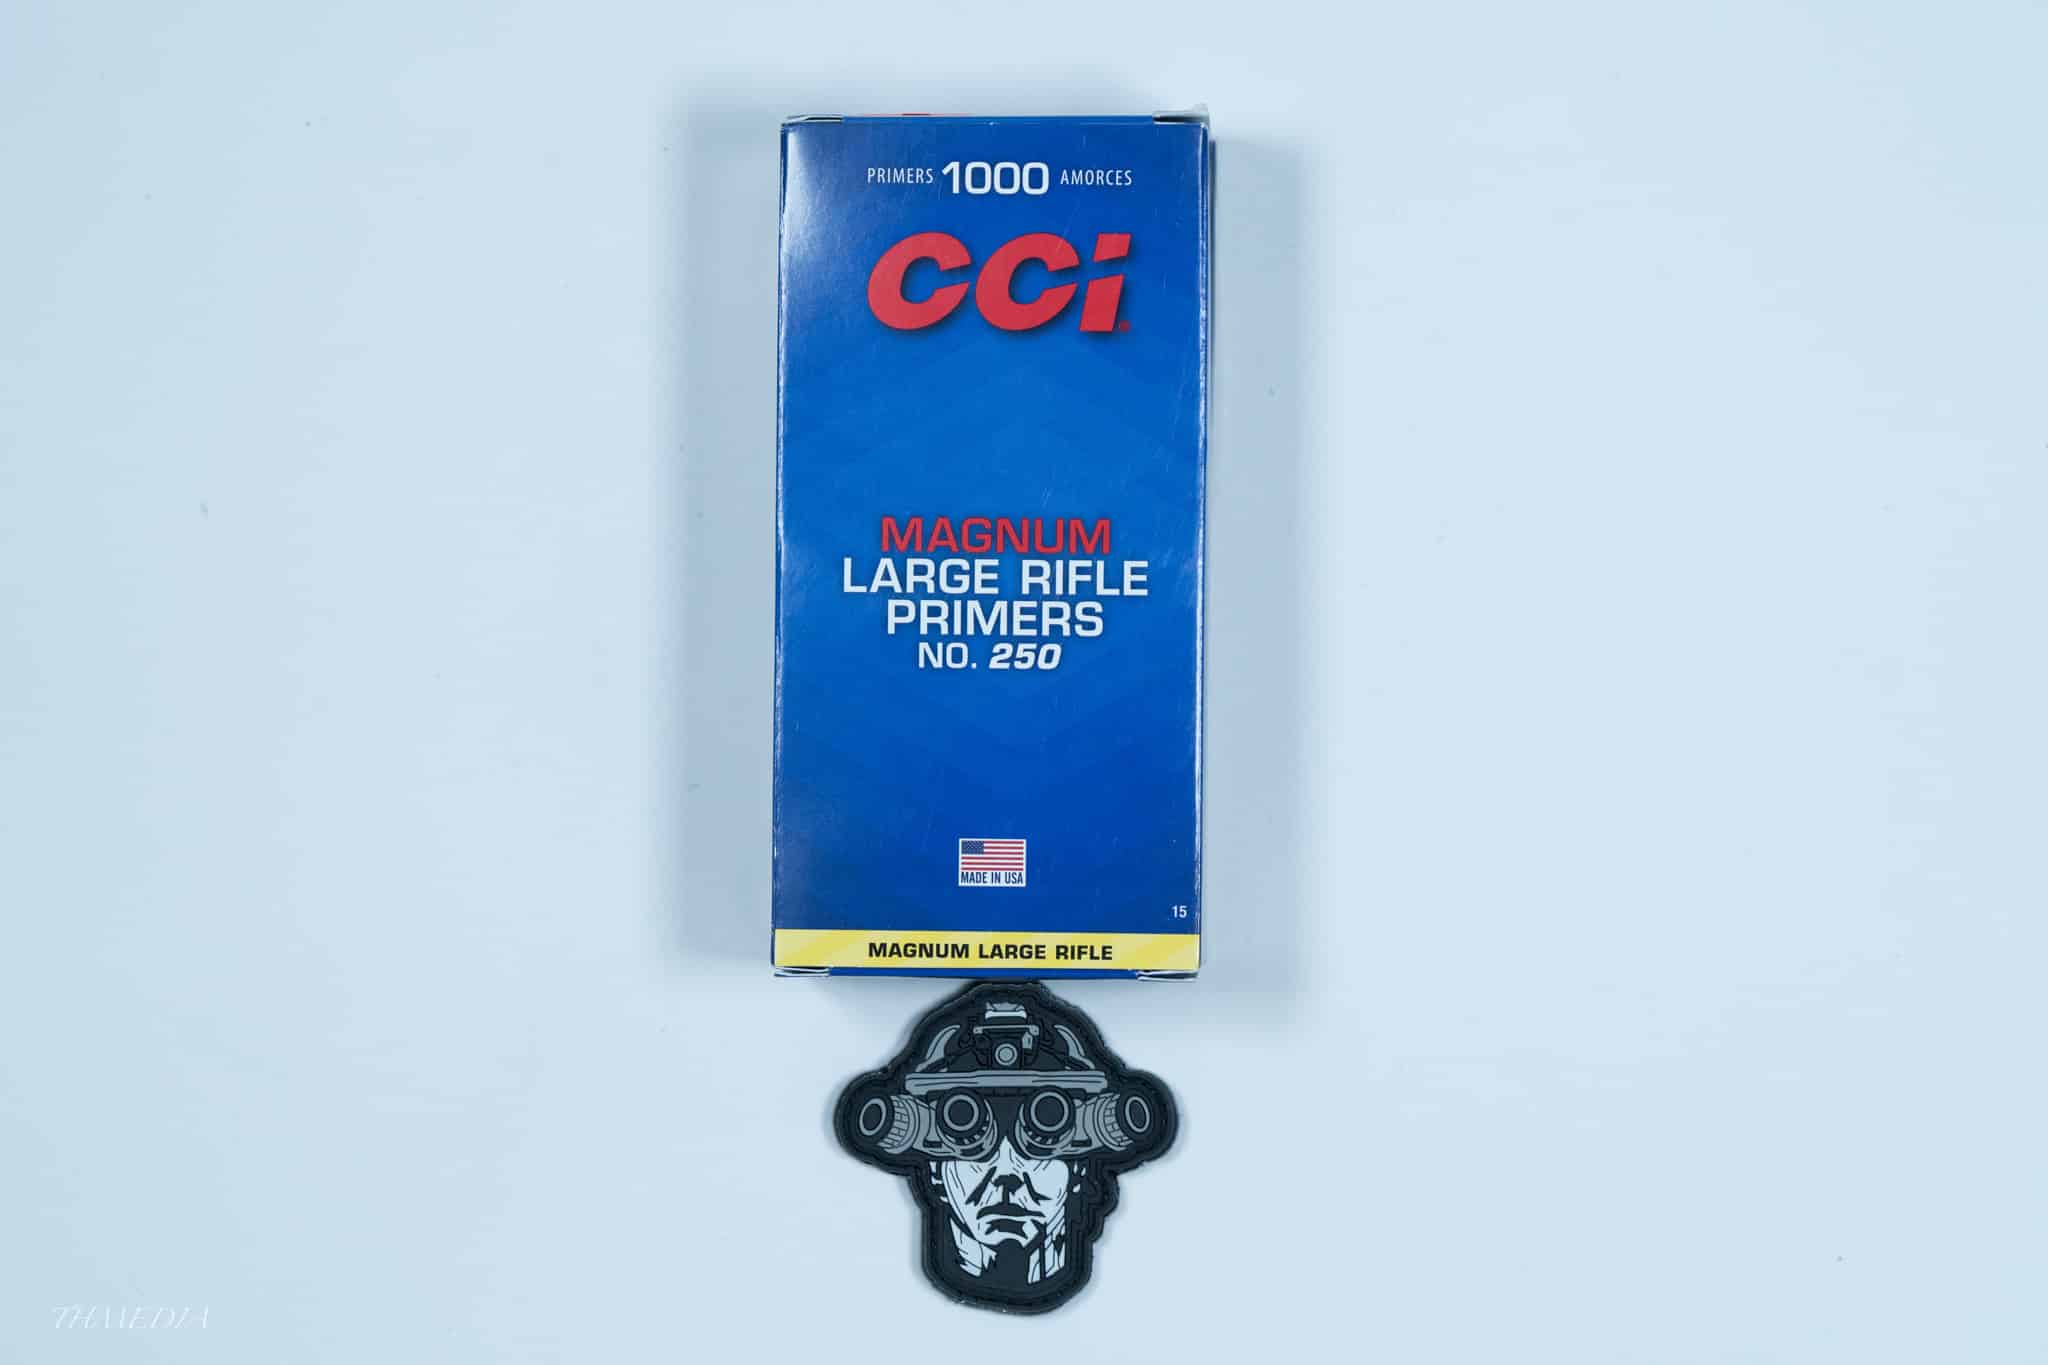 PRIMERS 1000 AMORCES
CCI
MAGNUM
LARGE RIFLE
PRIMERS
NO. 250
MADE IN USA
15
MAGNUM LARGE RIFLE
THMEDIA